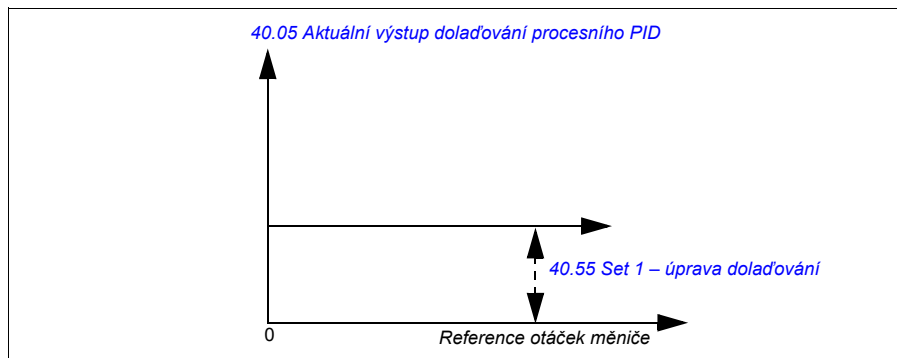 40.05 Aktuální výstup dolaďování procesního PID
40.55 Set 1 – úprava dolaďování
0
Reference otáček měniče